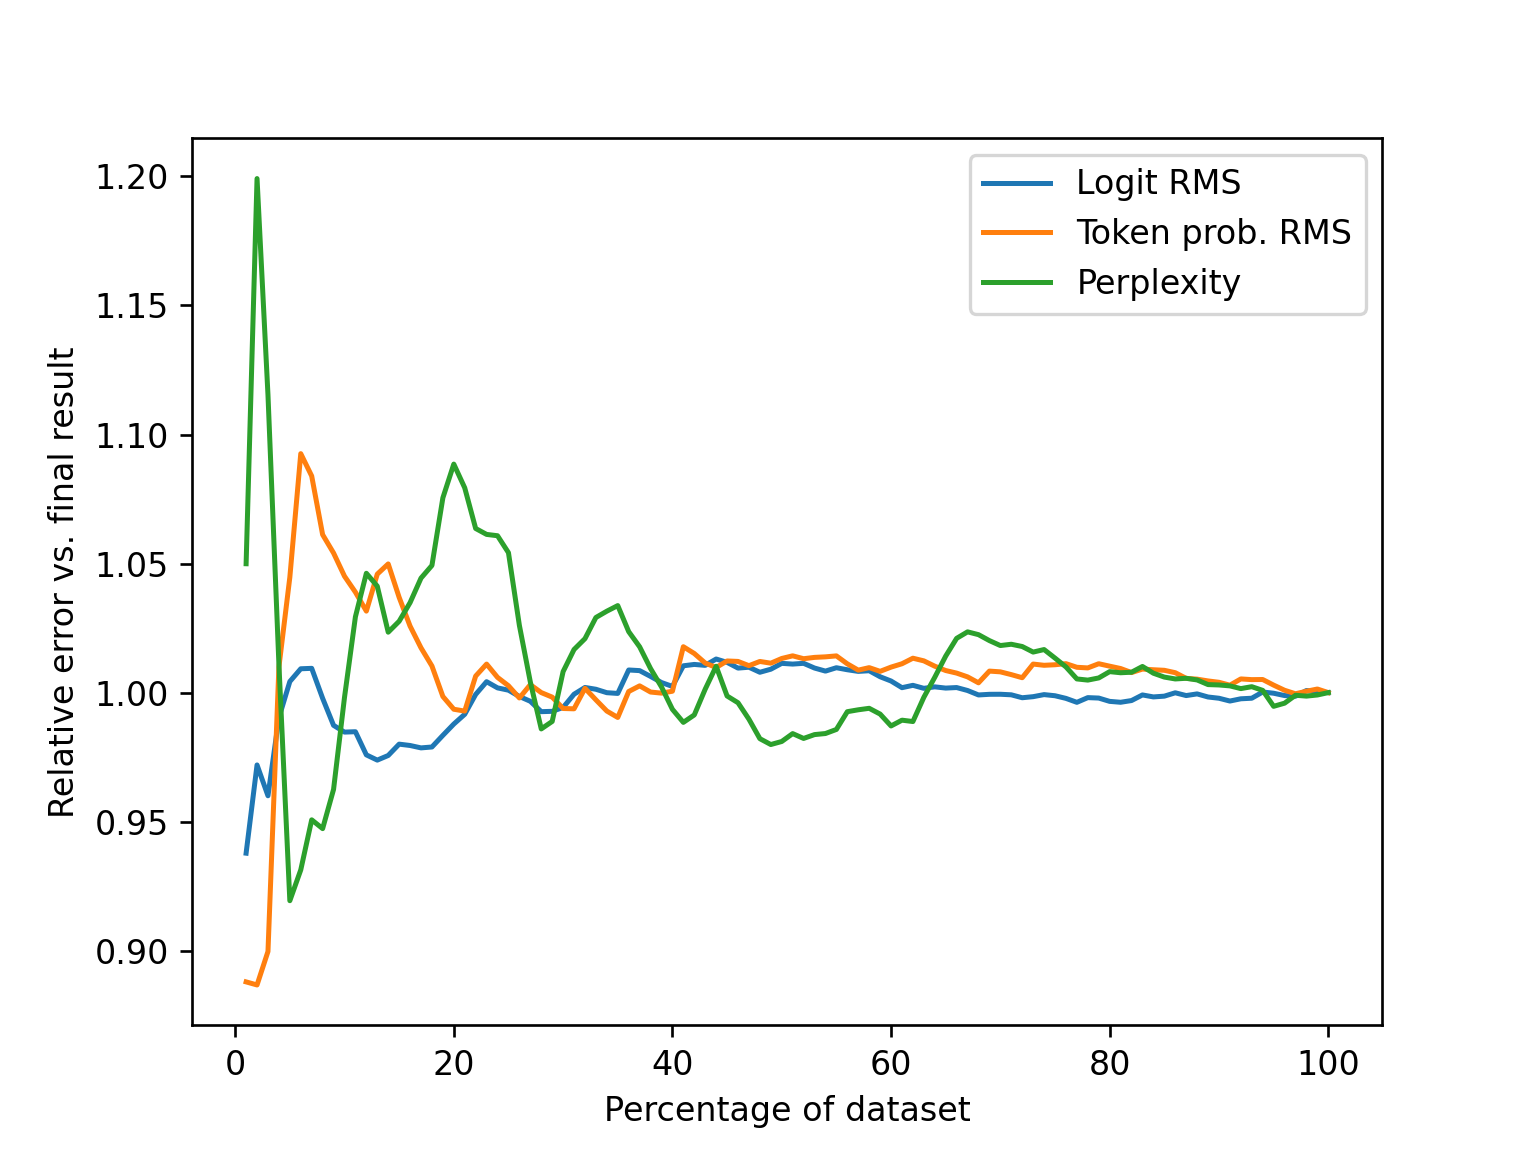 Logit RMS
Token prob. RMS
Perplexity
Relative error vs. final result
1.20
1.15
1.10
1.05
1.00
0.95
0.90
0 20 40 60 80 100
Percentage of dataset